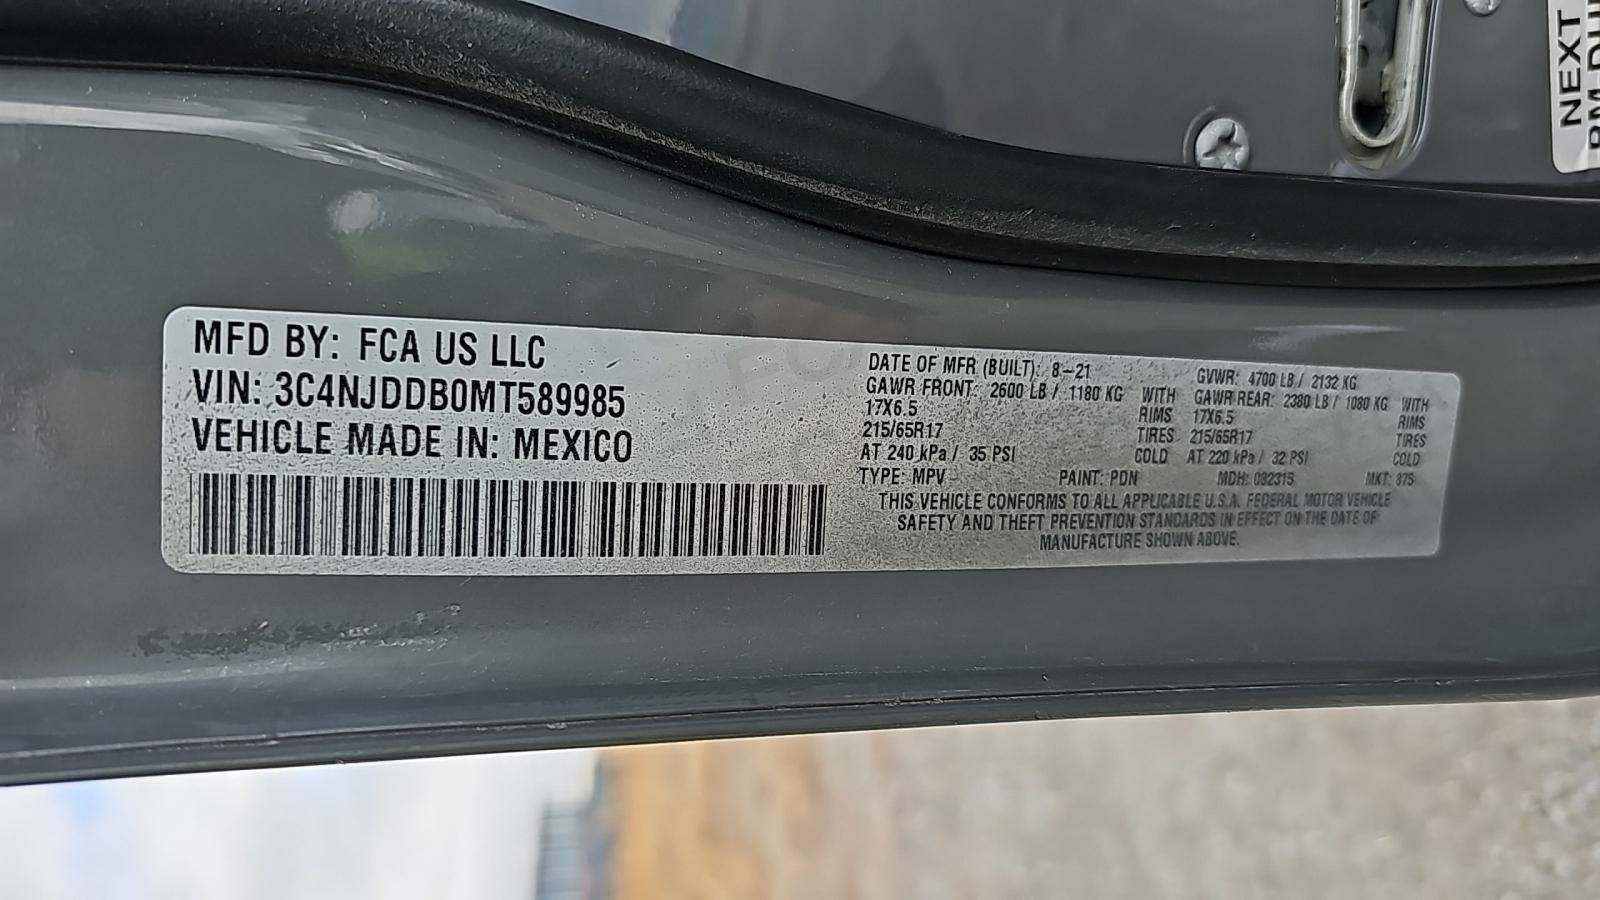 MFD BY: FCA US LLC
VIN: 3C4NJDDB0MT589985
VEHICLE MADE IN: MEXICO
DATE OF MFR (BUILT): 8-21
GAWR FRONT: 2600 LB / 1180 KG WITH
17X6.5 RIMS
215/65R17 TIRES
AT 240 kPa / 35 PSI COLD
TYPE: MPV PAINT: PDN
GVWR: 4700 LB / 2132 KG
GAWR REAR: 2380 LB / 1080 KG WITH
17X6.5 RIMS
215/65R17 TIRES
AT 220 kPa / 32 PSI COLD
MDH: 082315 MKT: 875
THIS VEHICLE CONFORMS TO ALL APPLICABLE U.S.A. FEDERAL MOTOR VEHICLE
SAFETY AND THEFT PREVENTION STANDARDS IN EFFECT ON THE DATE OF
MANUFACTURE SHOWN ABOVE.
NEXT